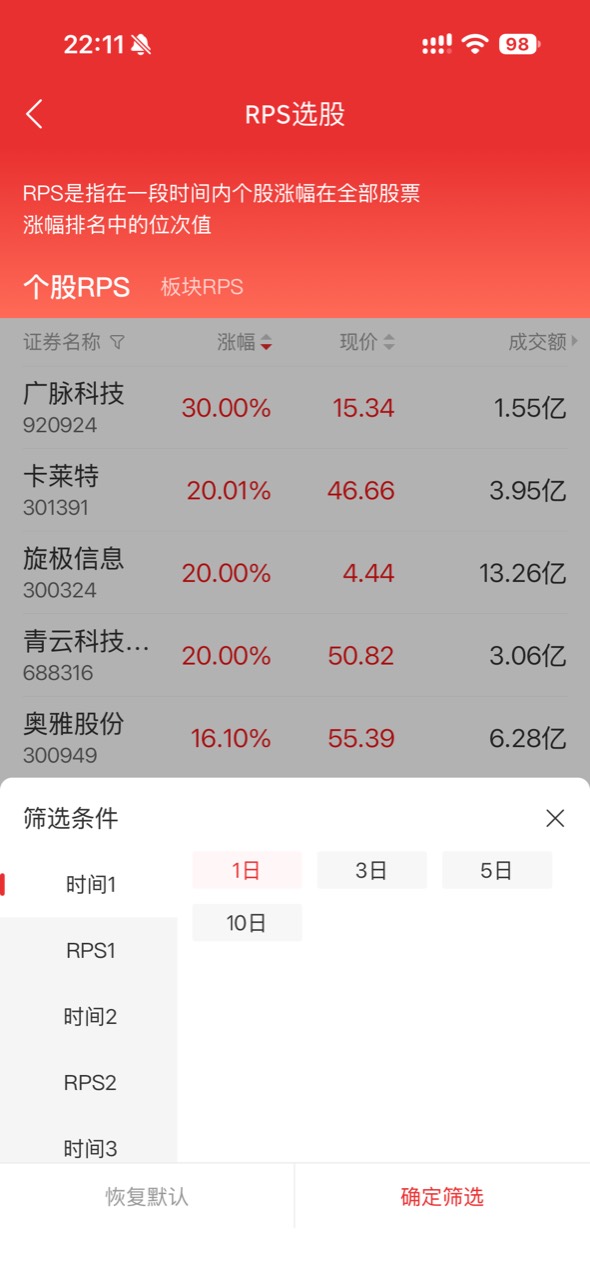 22:11
98
RPS选股
RPS是指在一段时间内个股涨幅在全部股票
涨幅排名中的位次值
个股RPS 板块RPS
证券名称 涨幅 现价 成交额
广脉科技
920924
30.00% 15.34 1.55亿
卡莱特
301391
20.01% 46.66 3.95亿
旋极信息
300324
20.00% 4.44 13.26亿
青云科技...
688316
20.00% 50.82 3.06亿
奥雅股份
300949
16.10% 55.39 6.28亿
筛选条件
时间1
RPS1
时间2
RPS2
时间3
1日 3日 5日
10日
恢复默认 确定筛选